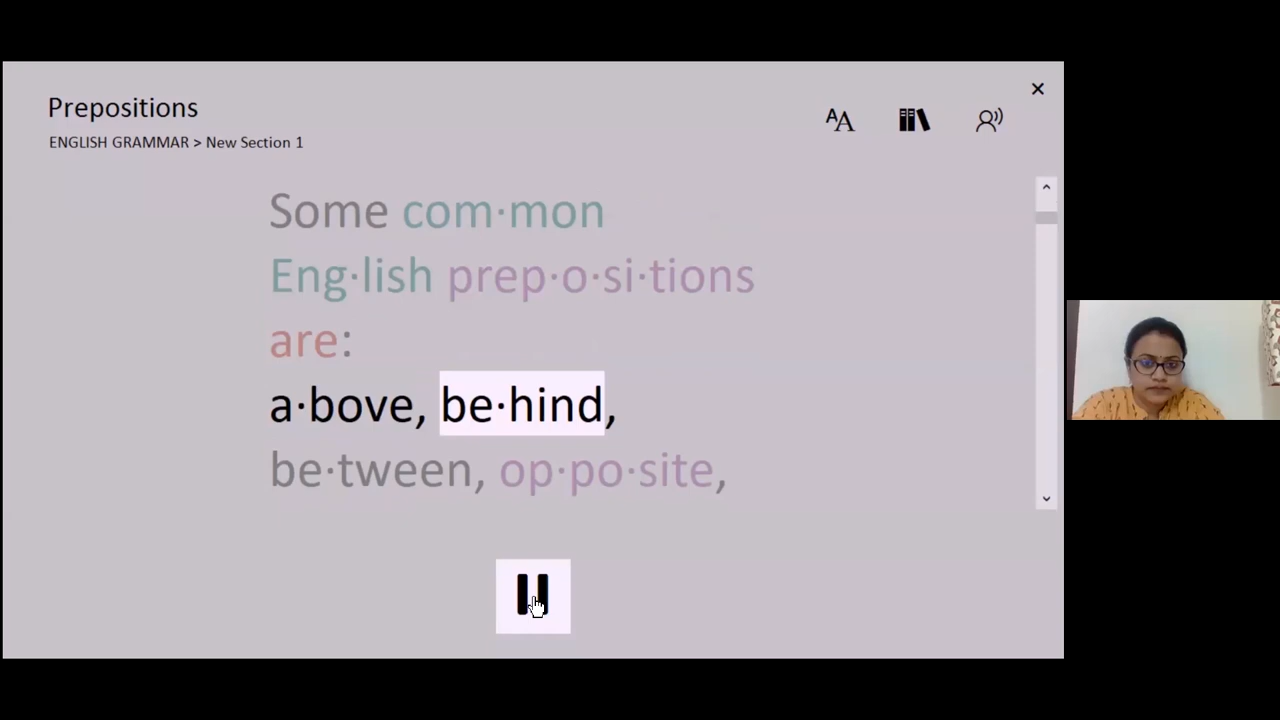 Prepositions
ENGLISH GRAMMAR > New Section 1
Some com·mon
Eng·lish prep·o·si·tions
are:
a·bove, be·hind,
be·tween, op·po·site,